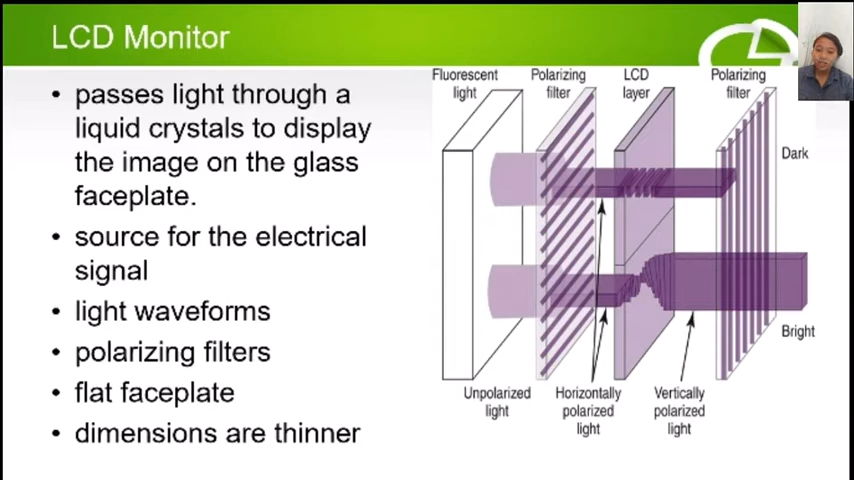 LCD Monitor
• passes light through a
liquid crystals to display
the image on the glass
faceplate.
• source for the electrical
signal
• light waveforms
• polarizing filters
• flat faceplate
• dimensions are thinner
Fluorescent
light
Polarizing
filter
LCD
layer
Polarizing
filter
Dark
Bright
Unpolarized
light
Horizontally
polarized
light
Vertically
polarized
light